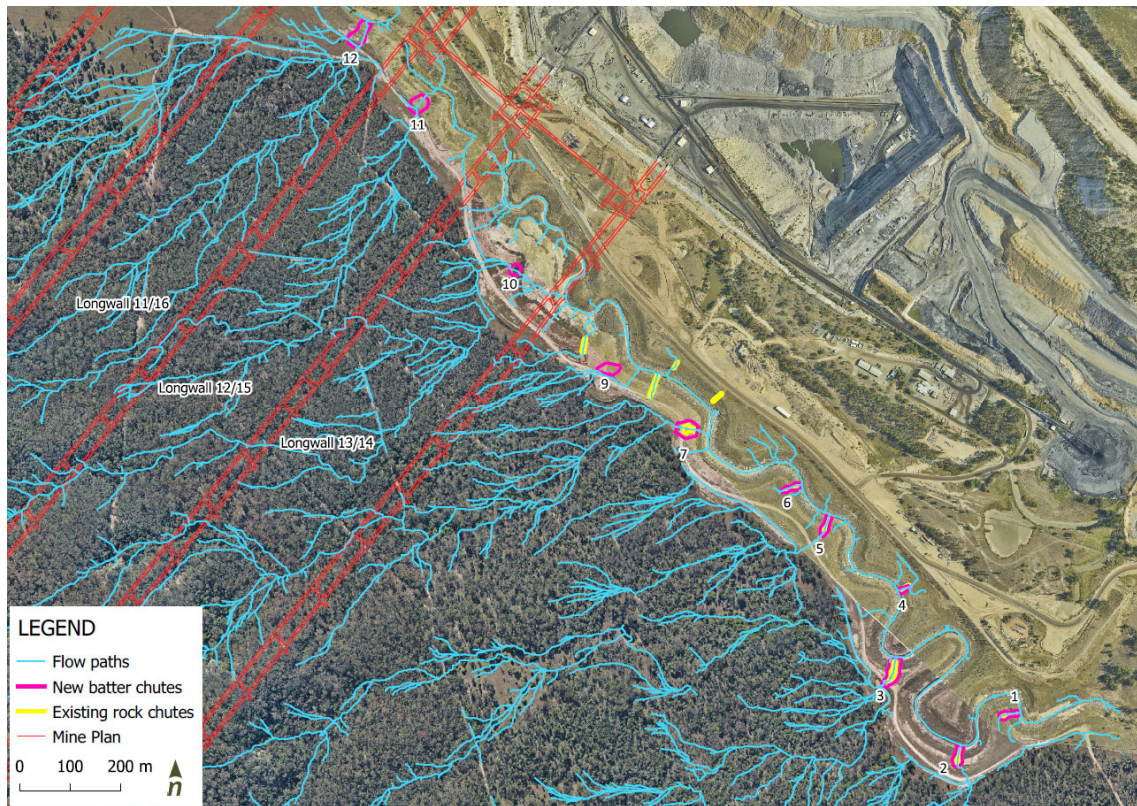 12
11
10
Longwall 11/16
Longwall 12/15
9
Longwall 13/14
7
6
5
4
3
1
2
LEGEND
Flow paths
New batter chutes
Existing rock chutes
Mine Plan
0 100 200 m
n